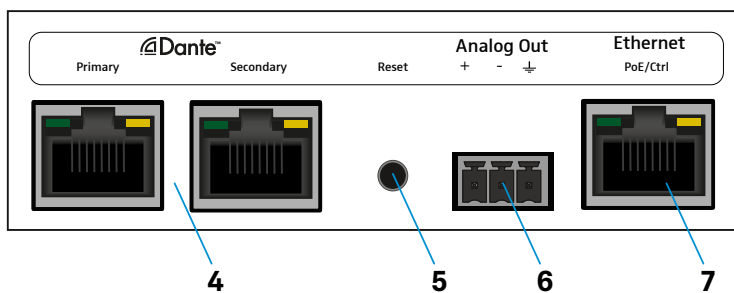 Dante™ Analog Out Ethernet
Primary Secondary Reset + - ⏚ PoE/Ctrl
4 5 6 7